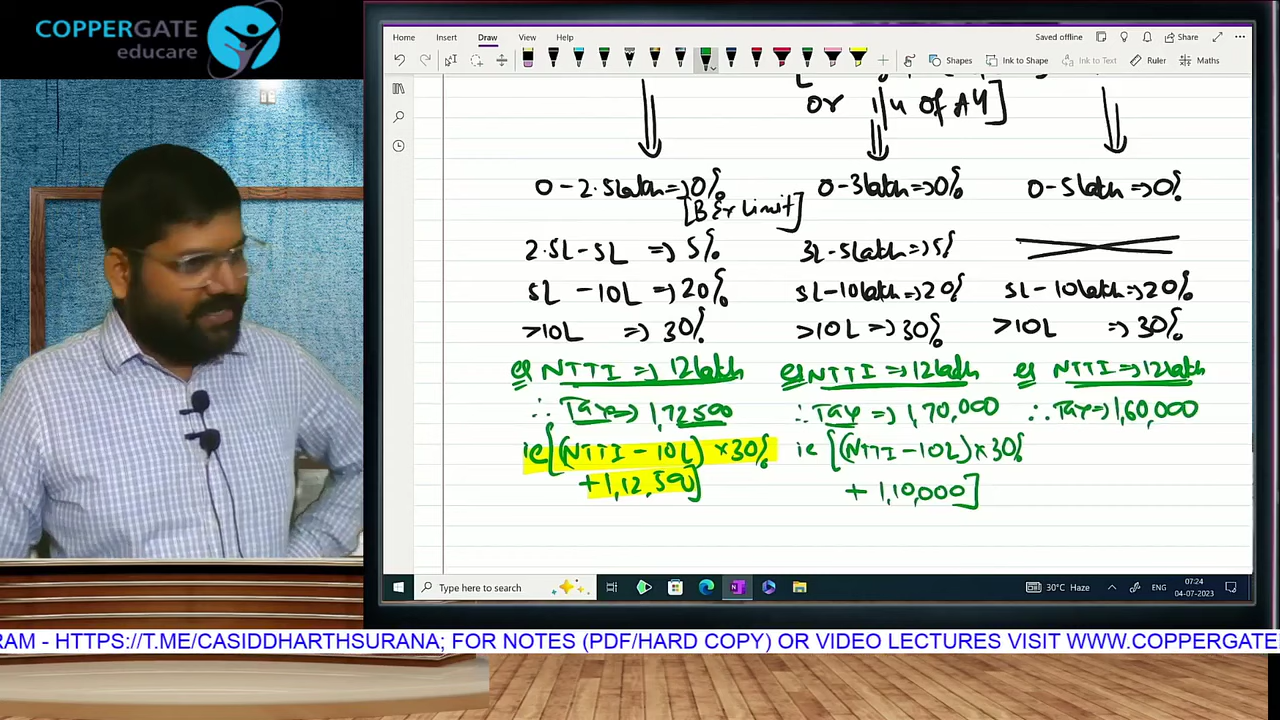 COPPERGATE
educare
Home Insert Draw View Help
Saved offline
Share
Shapes Ink to Shape Ink to Text Ruler Maths
or of AY]
0-2.5lakh=>0% 0-3lakh=>0% 0-5lakh=>0%
[B Ex Limit]
2.5L-5L => 5% 3L-5lakh=>5%
5L -10L =>20% 5L-10lakh=>20% 5L-10lakh=>20%
>10L => 30% >10L => 30% >10L => 30%
eg NTTI => 12lakh eg NTTI => 12lakh eg NTTI => 12lakh
∴ Tax=> 1,72,500 ∴ Tax => 1,70,000 ∴ Tax=> 1,60,000
ie[(NTTI - 10L) ×30% ie [(NTTI-10L)×30%
+1,12,500] + 1,10,000]
Type here to search
30°C Haze
ENG
07:24
04-07-2023
RAM - HTTPS://T.ME/CASIDDHARTHSURANA; FOR NOTES (PDF/HARD COPY) OR VIDEO LECTURES VISIT WWW.COPPERGATE